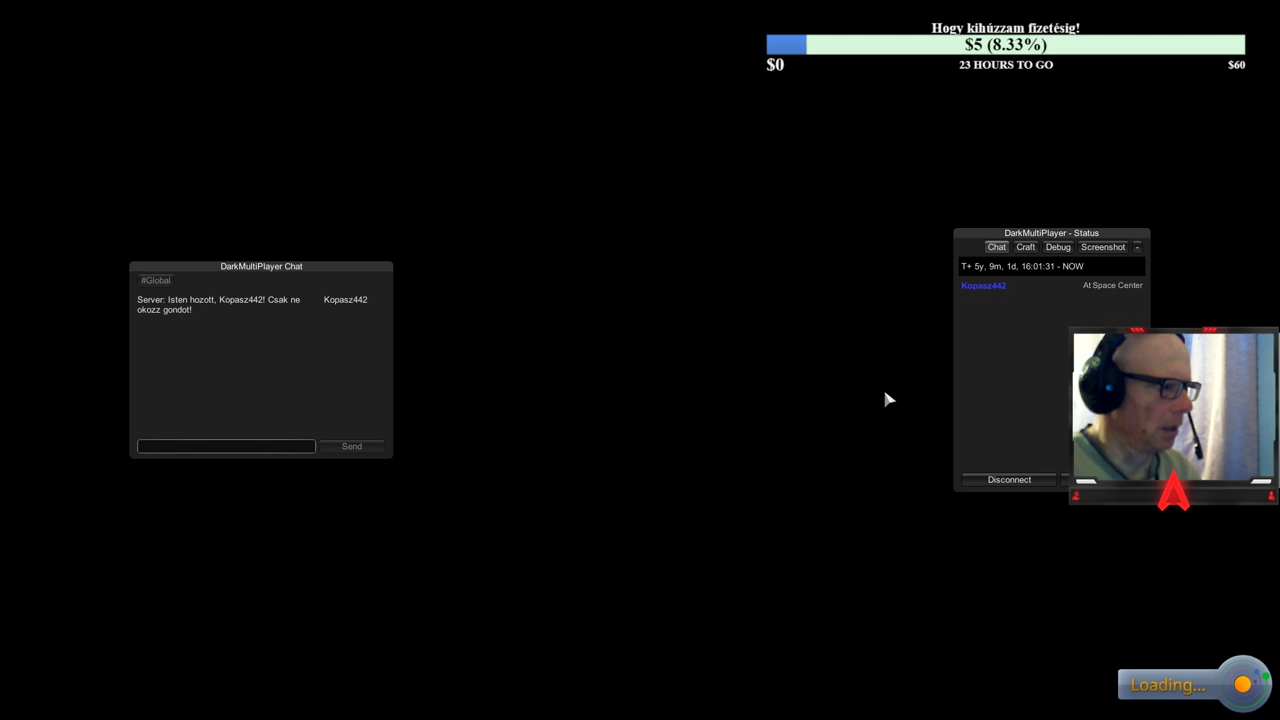 Hogy kihúzzam fizetésig!
$5 (8.33%)
$0
23 HOURS TO GO
$60
DarkMultiPlayer Chat
#Global
Server: Isten hozott, Kopasz442! Csak ne
okozz gondot!
Kopasz442
Send
DarkMultiPlayer - Status
Chat
Craft
Debug
Screenshot
-
T+ 5y, 9m, 1d, 16:01:31 - NOW
Kopasz442
At Space Center
Disconnect
Loading...